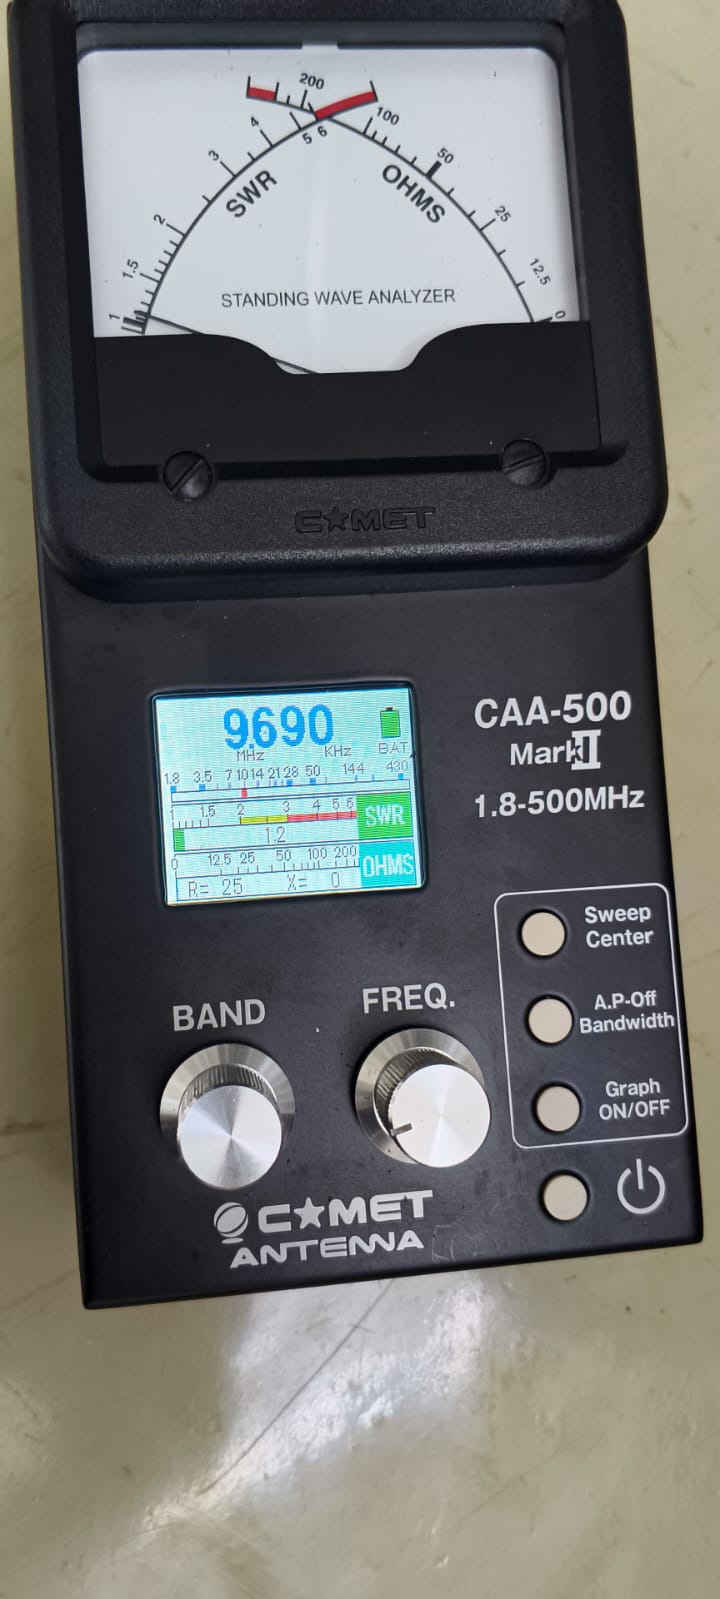 200
4 5 6 100
3 50
SWR OHMS
2 25
1.5 12.5
STANDING WAVE ANALYZER
1 0
COMET
9.690
MHz KHz BAT.
1.8 3.5 7 10 14 21 28 50 144 430
1 1.5 2 3 4 5 6
SWR
1.2
0 12.5 25 50 100 200
OHMS
R= 25 X= 0
CAA-500
Mark II
1.8-500MHz
Sweep
Center
A.P-Off
Bandwidth
Graph
ON/OFF
BAND FREQ.
COMET
ANTENNA